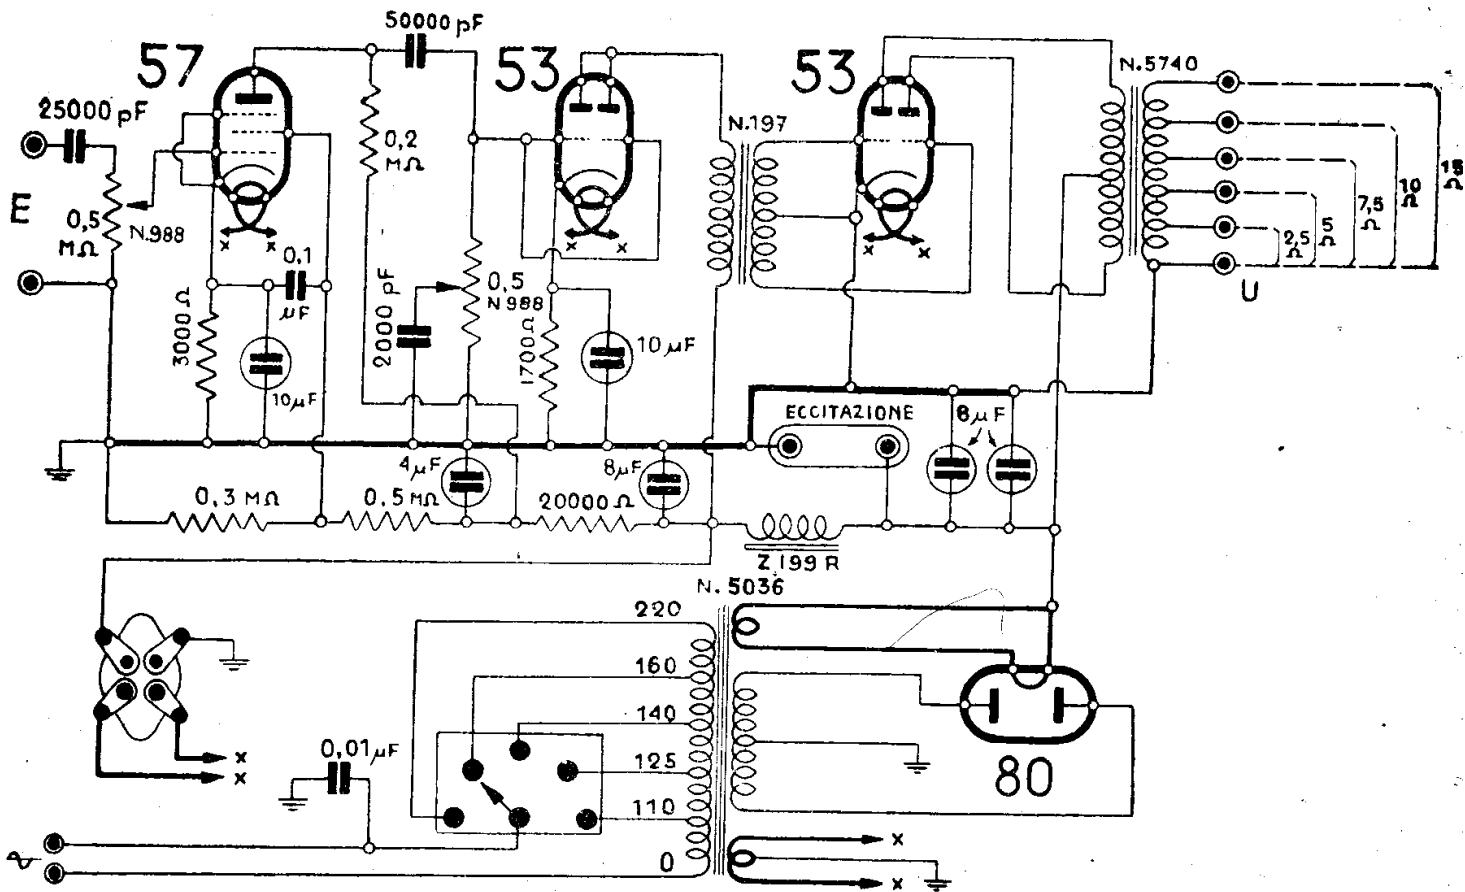 50000 pF
57
53
53
N.5740
25000 pF
N.197
0,2
MΩ
E
0,5
MΩ
N.988
x x
0,1
μF
x x
x
15
Ω
10
Ω
7,5
Ω
5
Ω
2,5
Ω
U
3000 Ω
10μF
2000 pF
0,5
N 988
1700 Ω
10 μF
ECCITAZIONE
8 μF
4μF
8μF
0,3 MΩ
0,5 MΩ
20000 Ω
Z 199 R
N. 5036
220
160
140
125
110
0
x
x
0,01μF
80
x
x